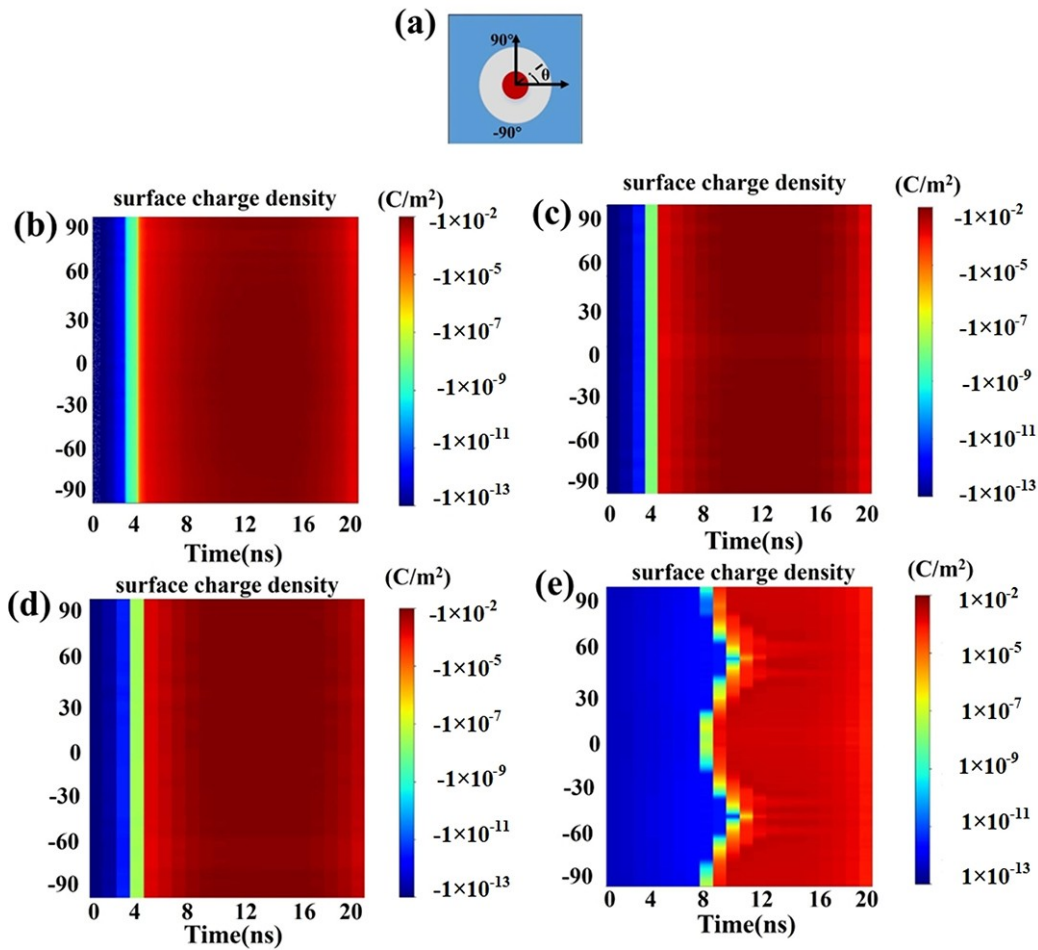 (a)
90°
r
θ
-90°
surface charge density
(C/m²)
(b)
90
60
30
0
-30
-60
-90
0 4 8 12 16 20
Time(ns)
-1×10⁻²
-1×10⁻⁵
-1×10⁻⁷
-1×10⁻⁹
-1×10⁻¹¹
-1×10⁻¹³
surface charge density
(C/m²)
(c)
90
60
30
0
-30
-60
-90
0 4 8 12 16 20
Time(ns)
-1×10⁻²
-1×10⁻⁵
-1×10⁻⁷
-1×10⁻⁹
-1×10⁻¹¹
-1×10⁻¹³
surface charge density
(C/m²)
(d)
90
60
30
0
-30
-60
-90
0 4 8 12 16 20
Time(ns)
-1×10⁻²
-1×10⁻⁵
-1×10⁻⁷
-1×10⁻⁹
-1×10⁻¹¹
-1×10⁻¹³
surface charge density
(C/m²)
(e)
90
60
30
0
-30
-60
-90
0 4 8 12 16 20
Time(ns)
1×10⁻²
1×10⁻⁵
1×10⁻⁷
1×10⁻⁹
1×10⁻¹¹
1×10⁻¹³